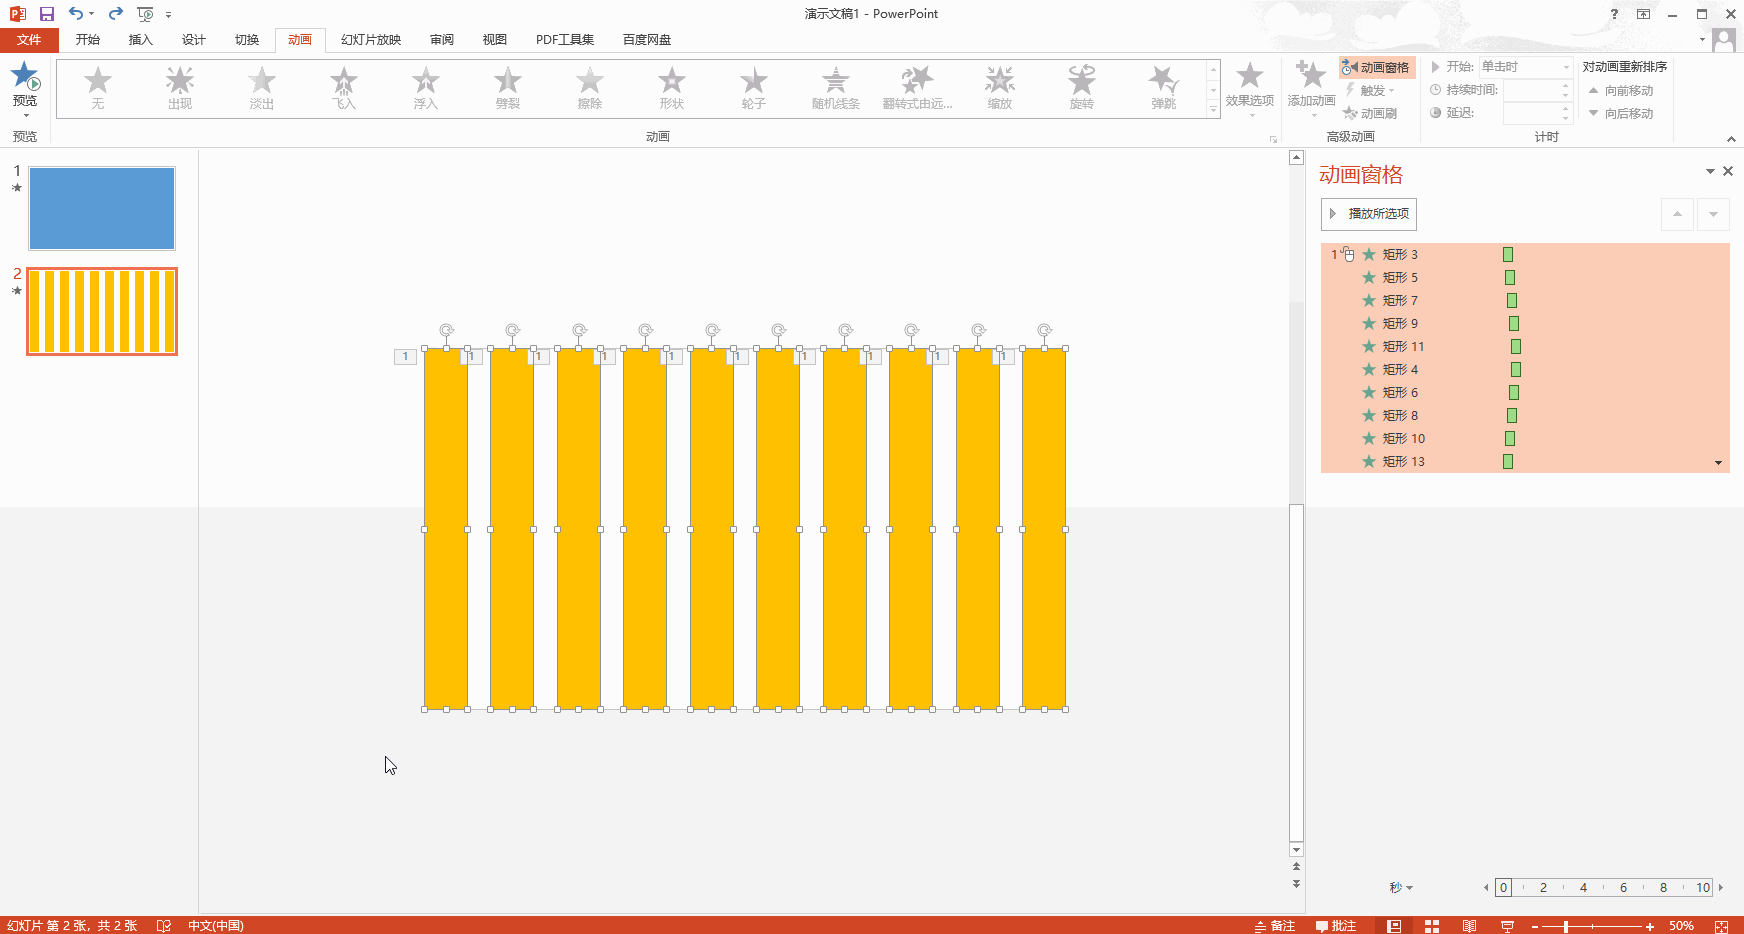 演示文稿1 - PowerPoint
文件 开始 插入 设计 切换 动画 幻灯片放映 审阅 视图 PDF工具集 百度网盘
预览
无 出现 淡出 飞入 浮入 劈裂 擦除 形状 轮子 随机线条 翻转式由远... 缩放 旋转 弹跳
效果选项
添加动画
动画窗格
触发
动画刷
开始: 单击时
持续时间:
延迟:
对动画重新排序
向前移动
向后移动
预览 动画 高级动画 计时
1
2
1 1 1 1 1 1 1 1 1 1
动画窗格
播放所选项
1 矩形 3
矩形 5
矩形 7
矩形 9
矩形 11
矩形 4
矩形 6
矩形 8
矩形 10
矩形 13
秒 0 2 4 6 8 10
幻灯片 第 2 张，共 2 张 中文(中国) 备注 批注 50%